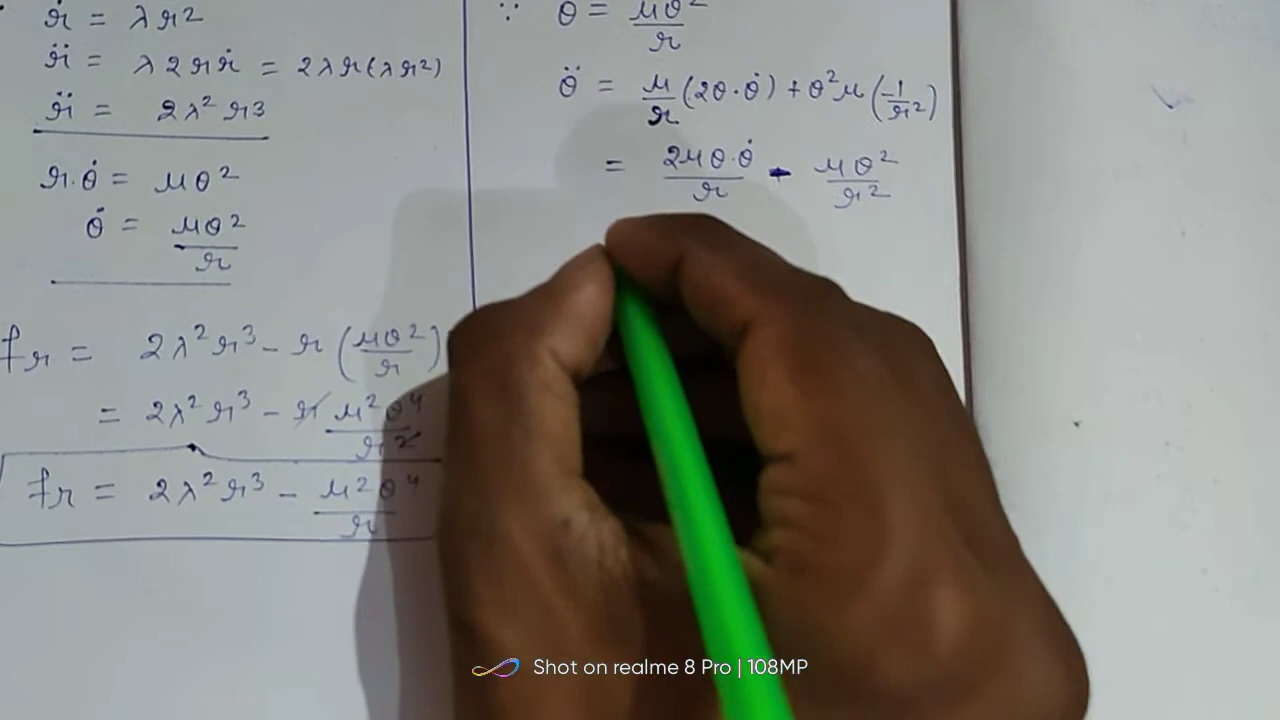 ṙ = λr²
r̈ = λ2rṙ = 2λr(λr²)
r̈ = 2λ²r³
r.θ̇ = μθ²
θ̇ = μθ²/r
fr = 2λ²r³ - r(μθ²/r)
= 2λ²r³ - r μ²θ⁴/r²
fr = 2λ²r³ - μ²θ⁴/r
∵ θ̇ = μθ²/r
θ̈ = μ/r (2θ·θ̇) + θ²μ(-1/r²)
= 2μθ·θ̇/r - μθ²/r²
Shot on realme 8 Pro | 108MP